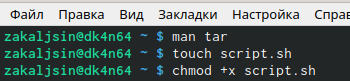 Файл Правка Вид Закладки Настройка Справка
zakaljsin@dk4n64 ~ $ man tar
zakaljsin@dk4n64 ~ $ touch script.sh
zakaljsin@dk4n64 ~ $ chmod +x script.sh